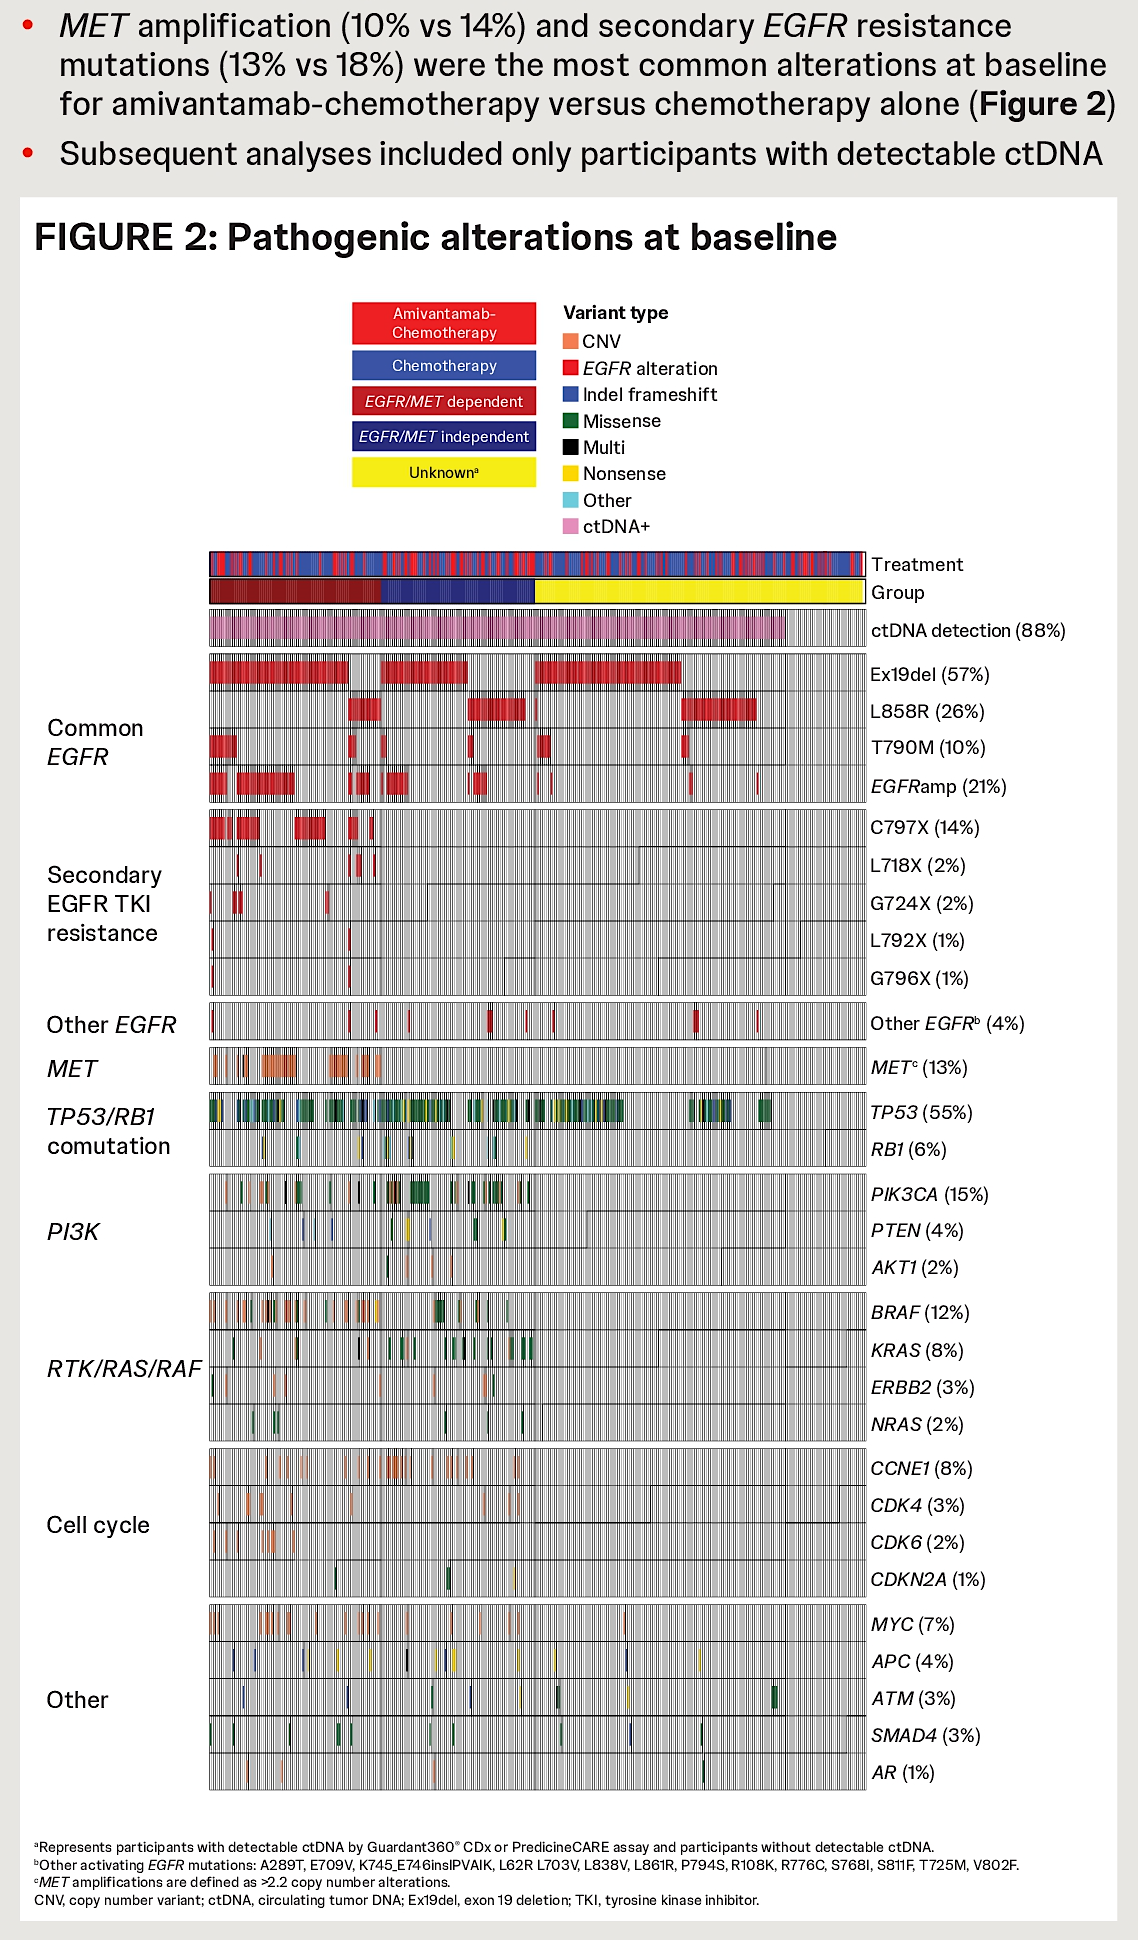 • MET amplification (10% vs 14%) and secondary EGFR resistance
mutations (13% vs 18%) were the most common alterations at baseline
for amivantamab-chemotherapy versus chemotherapy alone (Figure 2)
• Subsequent analyses included only participants with detectable ctDNA
FIGURE 2: Pathogenic alterations at baseline
Amivantamab-
Chemotherapy
Chemotherapy
EGFR/MET dependent
EGFR/MET independent
Unknownᵃ
Variant type
CNV
EGFR alteration
Indel frameshift
Missense
Multi
Nonsense
Other
ctDNA+
Treatment
Group
ctDNA detection (88%)
Common
EGFR
Ex19del (57%)
L858R (26%)
T790M (10%)
EGFRamp (21%)
Secondary
EGFR TKI
resistance
C797X (14%)
L718X (2%)
G724X (2%)
L792X (1%)
G796X (1%)
Other EGFR
Other EGFRᵇ (4%)
MET
METᶜ (13%)
TP53/RB1
comutation
TP53 (55%)
RB1 (6%)
PI3K
PIK3CA (15%)
PTEN (4%)
AKT1 (2%)
RTK/RAS/RAF
BRAF (12%)
KRAS (8%)
ERBB2 (3%)
NRAS (2%)
Cell cycle
CCNE1 (8%)
CDK4 (3%)
CDK6 (2%)
CDKN2A (1%)
Other
MYC (7%)
APC (4%)
ATM (3%)
SMAD4 (3%)
AR (1%)
ᵃRepresents participants with detectable ctDNA by Guardant360® CDx or PredicineCARE assay and participants without detectable ctDNA.
ᵇOther activating EGFR mutations: A289T, E709V, K745_E746insIPVAIK, L62R L703V, L838V, L861R, P794S, R108K, R776C, S768I, S811F, T725M, V802F.
ᶜMET amplifications are defined as >2.2 copy number alterations.
CNV, copy number variant; ctDNA, circulating tumor DNA; Ex19del, exon 19 deletion; TKI, tyrosine kinase inhibitor.